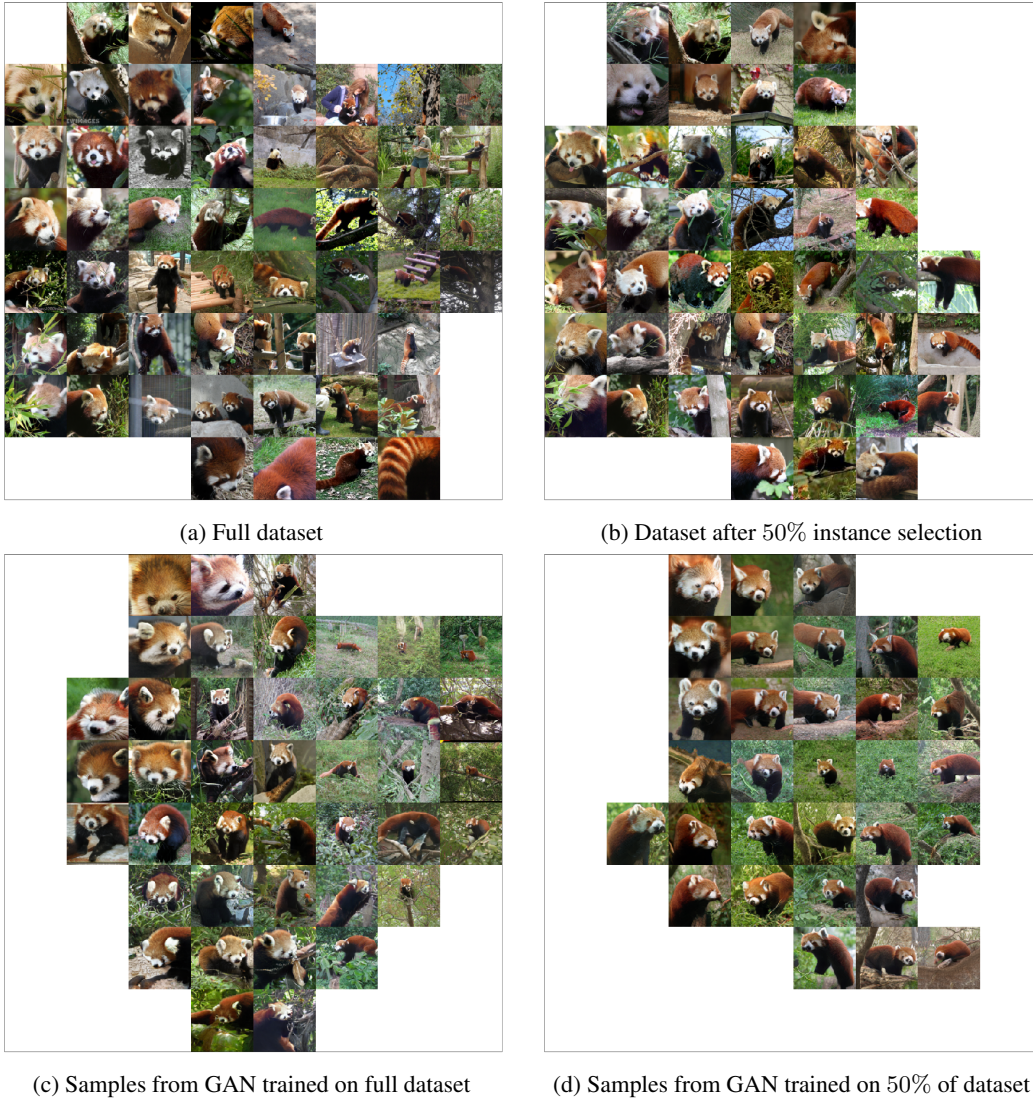 (a) Full dataset
(b) Dataset after 50% instance selection
(c) Samples from GAN trained on full dataset
(d) Samples from GAN trained on 50% of dataset